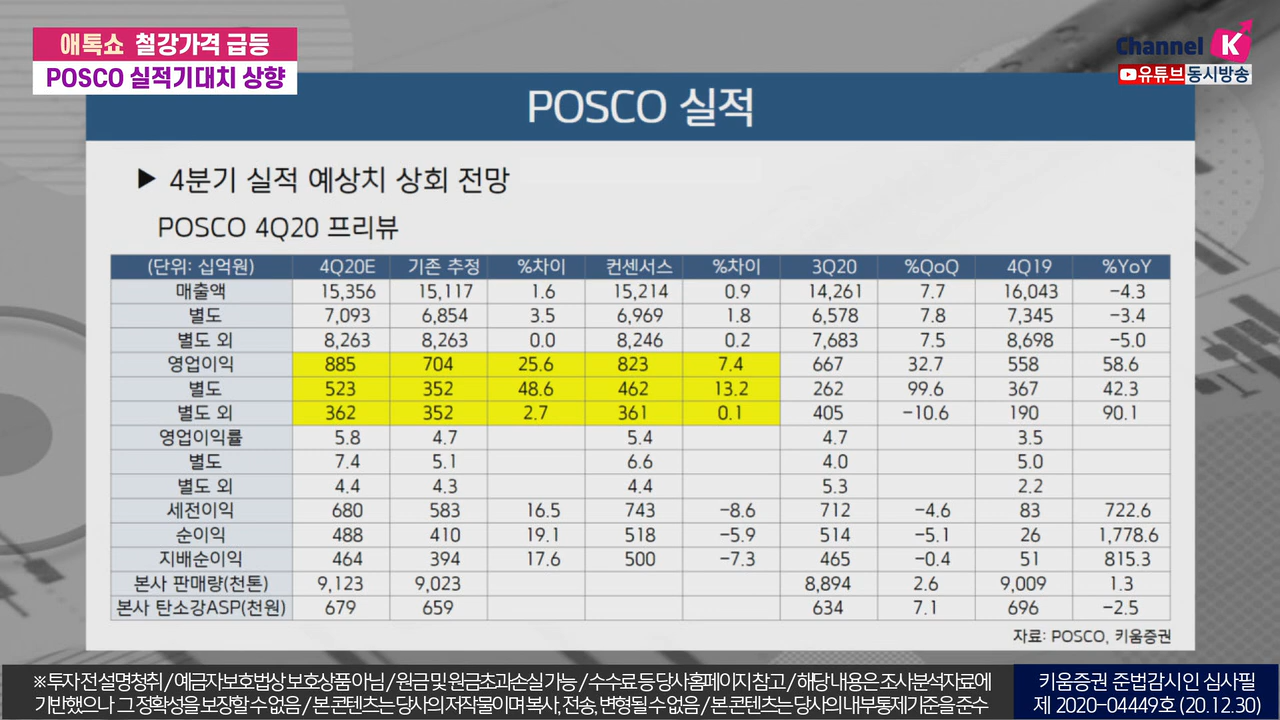 애톡쇼 철강가격 급등
POSCO 실적기대치 상향
Channel K
유튜브동시방송
POSCO 실적
▶ 4분기 실적 예상치 상회 전망
POSCO 4Q20 프리뷰
(단위: 십억원) 4Q20E 기존 추정 %차이 컨센서스 %차이 3Q20 %QoQ 4Q19 %YoY
매출액 15,356 15,117 1.6 15,214 0.9 14,261 7.7 16,043 -4.3
별도 7,093 6,854 3.5 6,969 1.8 6,578 7.8 7,345 -3.4
별도 외 8,263 8,263 0.0 8,246 0.2 7,683 7.5 8,698 -5.0
영업이익 885 704 25.6 823 7.4 667 32.7 558 58.6
별도 523 352 48.6 462 13.2 262 99.6 367 42.3
별도 외 362 352 2.7 361 0.1 405 -10.6 190 90.1
영업이익률 5.8 4.7 5.4 4.7 3.5
별도 7.4 5.1 6.6 4.0 5.0
별도 외 4.4 4.3 4.4 5.3 2.2
세전이익 680 583 16.5 743 -8.6 712 -4.6 83 722.6
순이익 488 410 19.1 518 -5.9 514 -5.1 26 1,778.6
지배순이익 464 394 17.6 500 -7.3 465 -0.4 51 815.3
본사 판매량(천톤) 9,123 9,023 8,894 2.6 9,009 1.3
본사 탄소강ASP(천원) 679 659 634 7.1 696 -2.5
자료: POSCO, 키움증권
※ 투자 전 설명청취 / 예금자보호법상 보호상품 아님 / 원금 및 원금초과손실 가능 / 수수료 등 당사 홈페이지 참고 / 해당 내용은 조사분석자료에
기반했으나 그 정확성을 보장할 수 없음 / 본 콘텐츠는 당사의 저작물이며 복사, 전송, 변형될 수 없음 / 본 콘텐츠는 당사의 내부통제기준을 준수
키움증권 준법감시인 심사필
제 2020-04449호 (20.12.30)